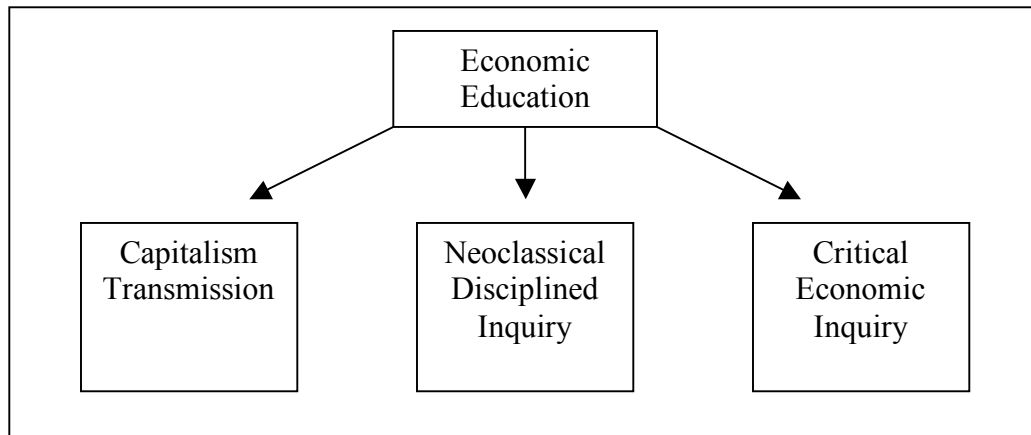 Economic
Education
Capitalism
Transmission
Neoclassical
Disciplined
Inquiry
Critical
Economic
Inquiry